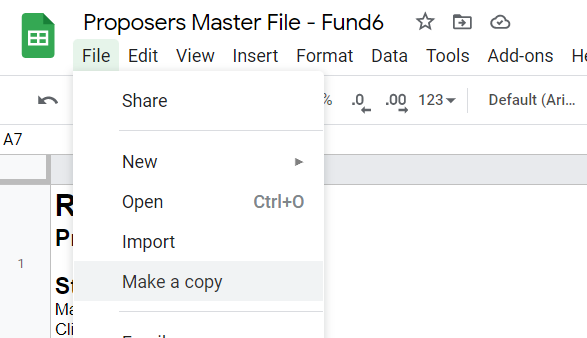 Proposers Master File - Fund6
File Edit View Insert Format Data Tools Add-ons
% .0 .00 123 Default (Ari...
A7
Share
New
Open Ctrl+O
Import
Make a copy
1